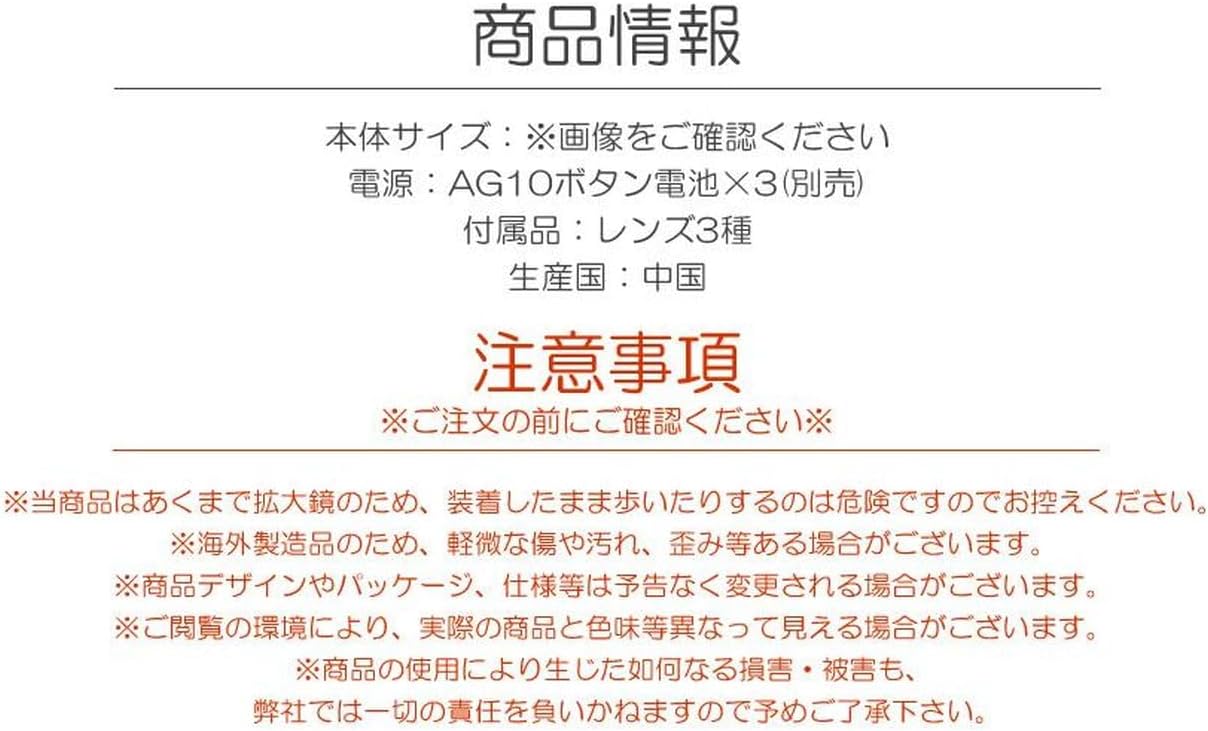 商品情報
本体サイズ：※画像をご確認ください
電源：AG10ボタン電池×3(別売)
付属品：レンズ3種
生産国：中国
注意事項
※ご注文の前にご確認ください※
※当商品はあくまで拡大鏡のため、装着したまま歩いたりするのは危険ですのでお控えください。
※海外製造品のため、軽微な傷や汚れ、歪み等ある場合がございます。
※商品デザインやパッケージ、仕様等は予告なく変更される場合がございます。
※ご閲覧の環境により、実際の商品と色味等異なって見える場合がございます。
※商品の使用により生じた如何なる損害・被害も、
弊社では一切の責任を負いかねますので予めご了承下さい。